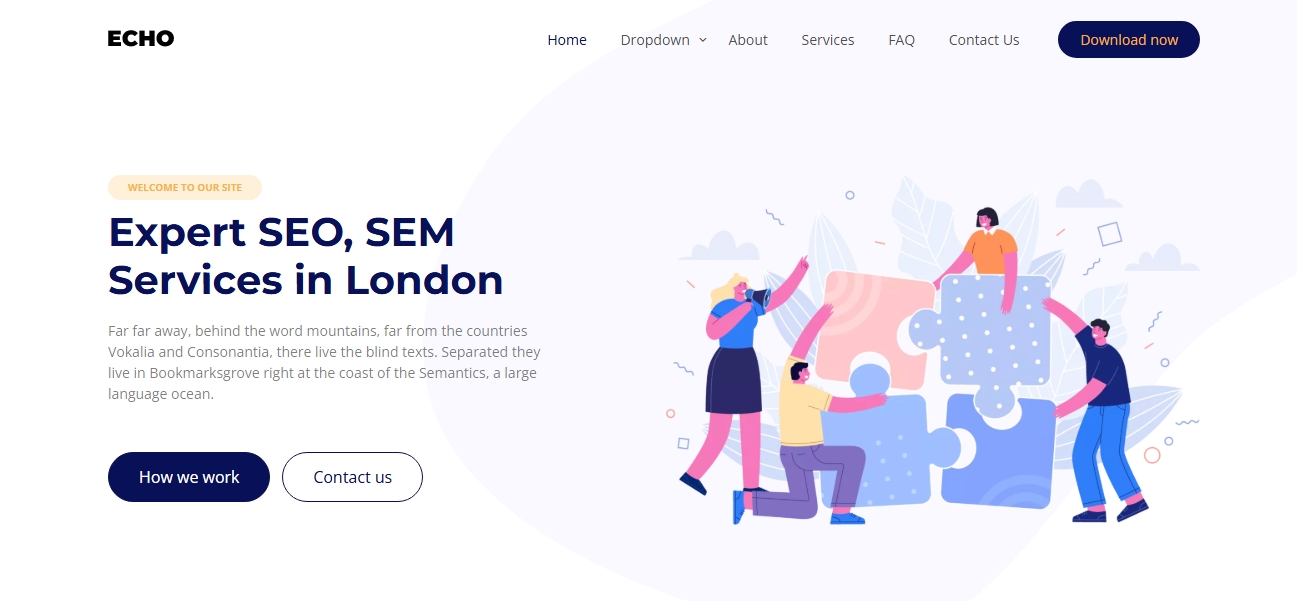 ECHO
Home Dropdown About Services FAQ Contact Us Download now
WELCOME TO OUR SITE
Expert SEO, SEM
Services in London
Far far away, behind the word mountains, far from the countries
Vokalia and Consonantia, there live the blind texts. Separated they
live in Bookmarksgrove right at the coast of the Semantics, a large
language ocean.
How we work Contact us